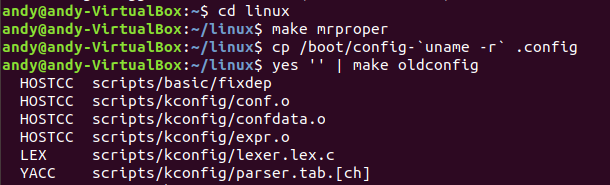 andy@andy-VirtualBox:~$ cd linux
andy@andy-VirtualBox:~/linux$ make mrproper
andy@andy-VirtualBox:~/linux$ cp /boot/config-`uname -r` .config
andy@andy-VirtualBox:~/linux$ yes '' | make oldconfig
HOSTCC scripts/basic/fixdep
HOSTCC scripts/kconfig/conf.o
HOSTCC scripts/kconfig/confdata.o
HOSTCC scripts/kconfig/expr.o
LEX scripts/kconfig/lexer.lex.c
YACC scripts/kconfig/parser.tab.[ch]